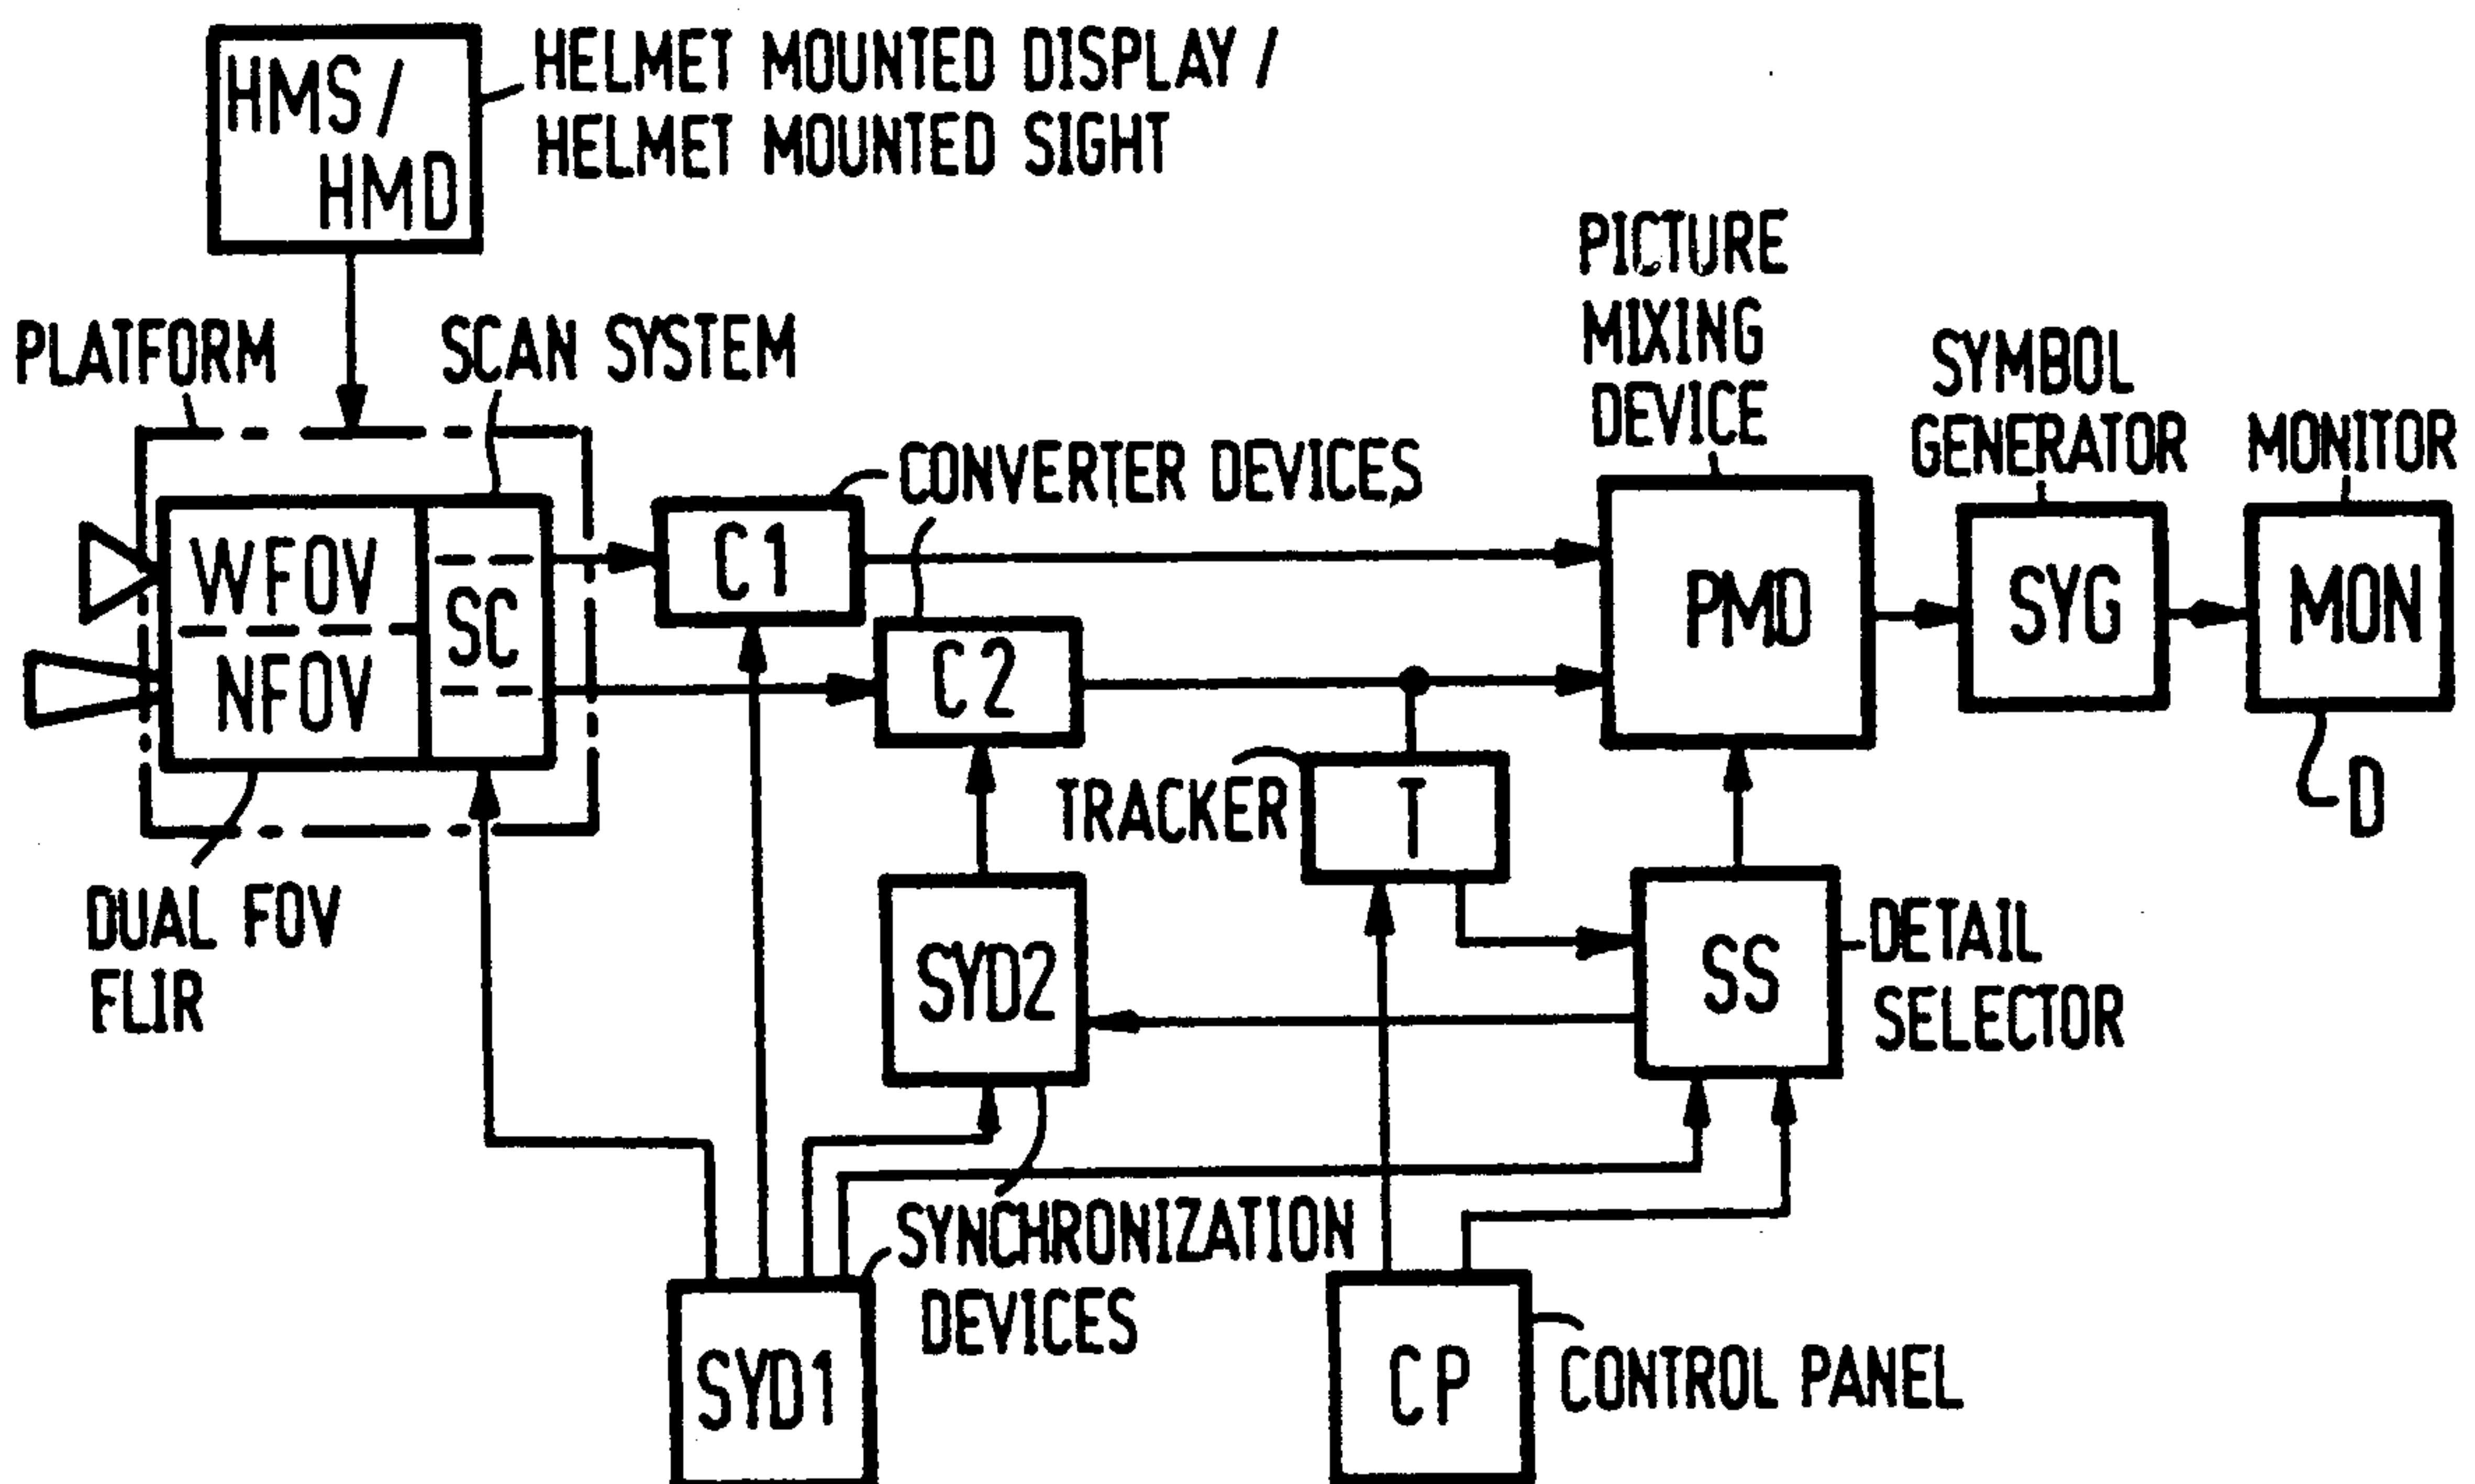 HMS/
HMD
HELMET MOUNTED DISPLAY/
HELMET MOUNTED SIGHT
PLATFORM
SCAN SYSTEM
CONVERTER DEVICES
PICTURE
MIXING
DEVICE
SYMBOL
GENERATOR
MONITOR
WFOV
NFOV
SC
C1
C2
PMD
SYG
MON
D
TRACKER
T
DUAL FOV
FLIR
SYD2
SS
DETAIL
SELECTOR
SYNCHRONIZATION
DEVICES
SYD1
CP
CONTROL PANEL